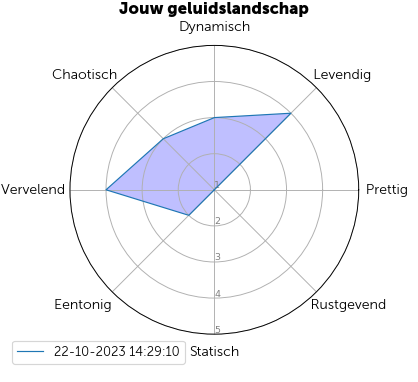 Jouw geluidslandschap
Dynamisch
Chaotisch
Levendig
Vervelend
1
Prettig
2
3
4
Eentonig
Rustgevend
5
22-10-2023 14:29:10
Statisch